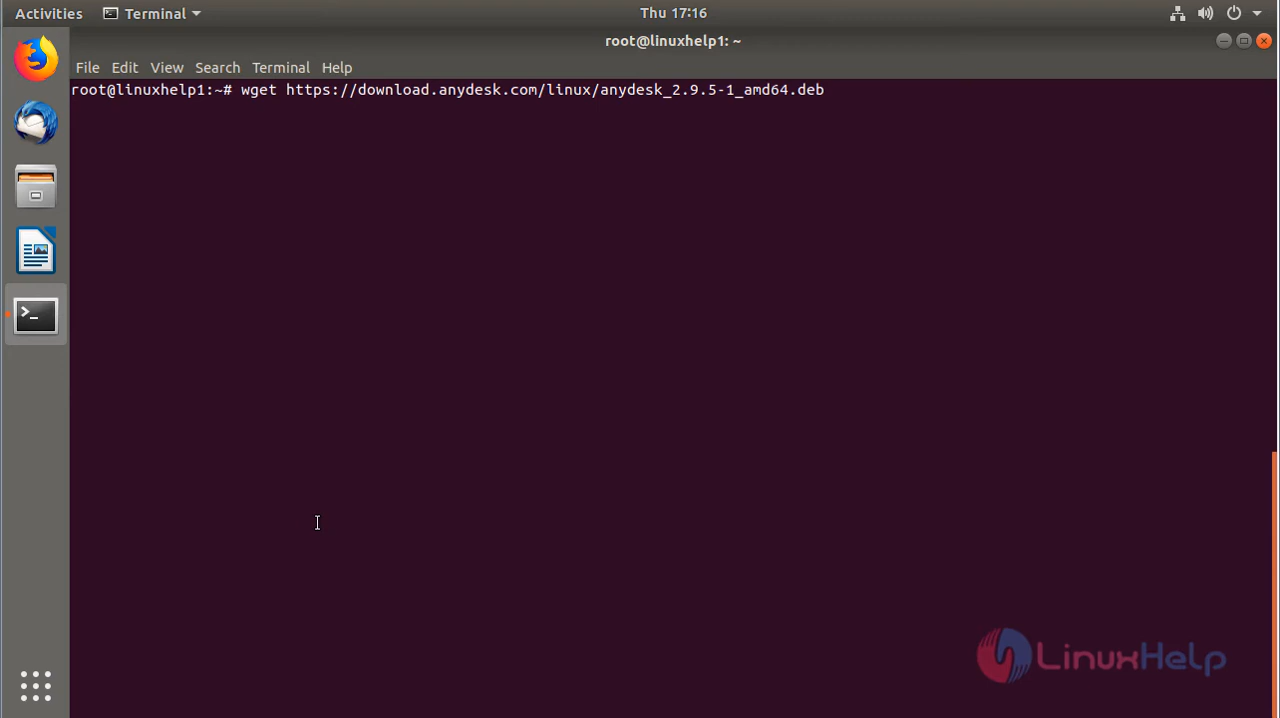 Activities Terminal Thu 17:16
root@linuxhelp1: ~
File Edit View Search Terminal Help
root@linuxhelp1:~# wget https://download.anydesk.com/linux/anydesk_2.9.5-1_amd64.deb
LinuxHelp